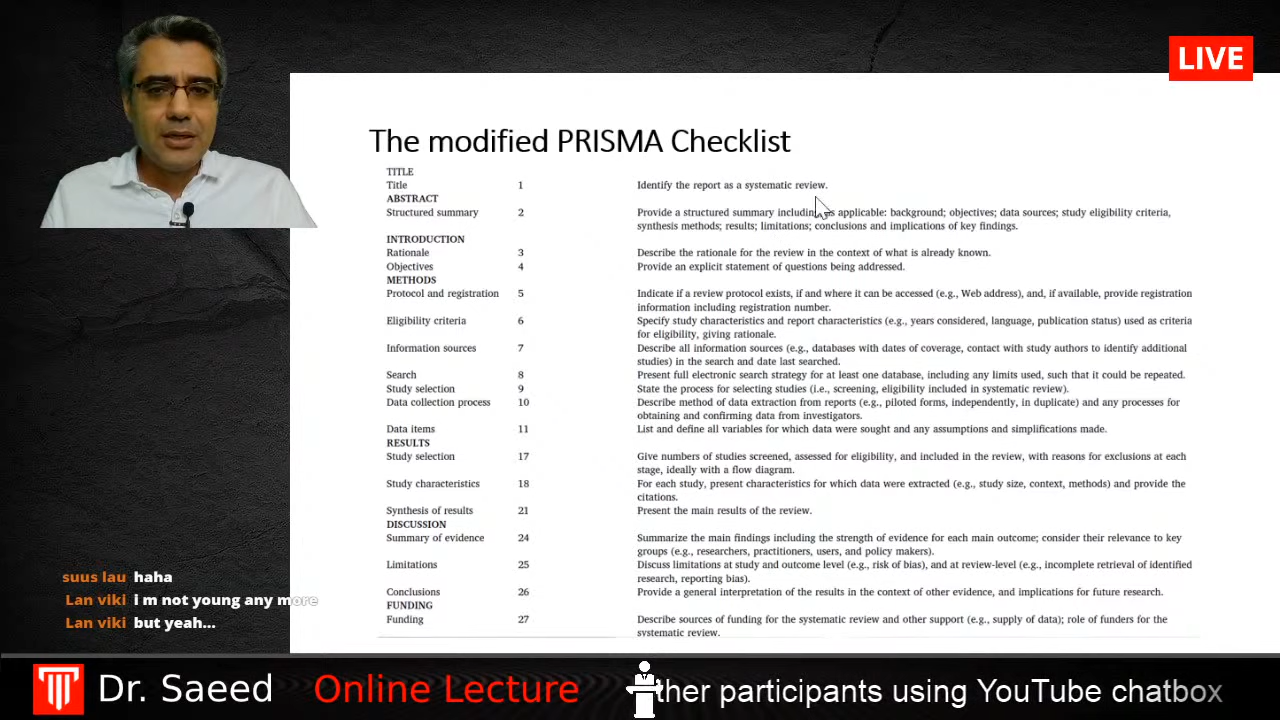 LIVE
The modified PRISMA Checklist
TITLE
Title 1 Identify the report as a systematic review.
ABSTRACT
Structured summary 2 Provide a structured summary including as applicable: background; objectives; data sources; study eligibility criteria,
synthesis methods; results; limitations; conclusions and implications of key findings.
INTRODUCTION
Rationale 3 Describe the rationale for the review in the context of what is already known.
Objectives 4 Provide an explicit statement of questions being addressed.
METHODS
Protocol and registration 5 Indicate if a review protocol exists, if and where it can be accessed (e.g., Web address), and, if available, provide registration
information including registration number.
Eligibility criteria 6 Specify study characteristics and report characteristics (e.g., years considered, language, publication status) used as criteria
for eligibility, giving rationale.
Information sources 7 Describe all information sources (e.g., databases with dates of coverage, contact with study authors to identify additional
studies) in the search and date last searched.
Search 8 Present full electronic search strategy for at least one database, including any limits used, such that it could be repeated.
Study selection 9 State the process for selecting studies (i.e., screening, eligibility included in systematic review).
Data collection process 10 Describe method of data extraction from reports (e.g., piloted forms, independently, in duplicate) and any processes for
obtaining and confirming data from investigators.
Data items 11 List and define all variables for which data were sought and any assumptions and simplifications made.
RESULTS
Study selection 17 Give numbers of studies screened, assessed for eligibility, and included in the review, with reasons for exclusions at each
stage, ideally with a flow diagram.
Study characteristics 18 For each study, present characteristics for which data were extracted (e.g., study size, context, methods) and provide the
citations.
Synthesis of results 21 Present the main results of the review.
DISCUSSION
Summary of evidence 24 Summarize the main findings including the strength of evidence for each main outcome; consider their relevance to key
groups (e.g., researchers, practitioners, users, and policy makers).
Limitations 25 Discuss limitations at study and outcome level (e.g., risk of bias), and at review-level (e.g., incomplete retrieval of identified
research, reporting bias).
Conclusions 26 Provide a general interpretation of the results in the context of other evidence, and implications for future research.
FUNDING
Funding 27 Describe sources of funding for the systematic review and other support (e.g., supply of data); role of funders for the
systematic review.
suus lau haha
Lan viki i m not young any more
Lan viki but yeah...
Dr. Saeed Online Lecture ther participants using YouTube chatbox